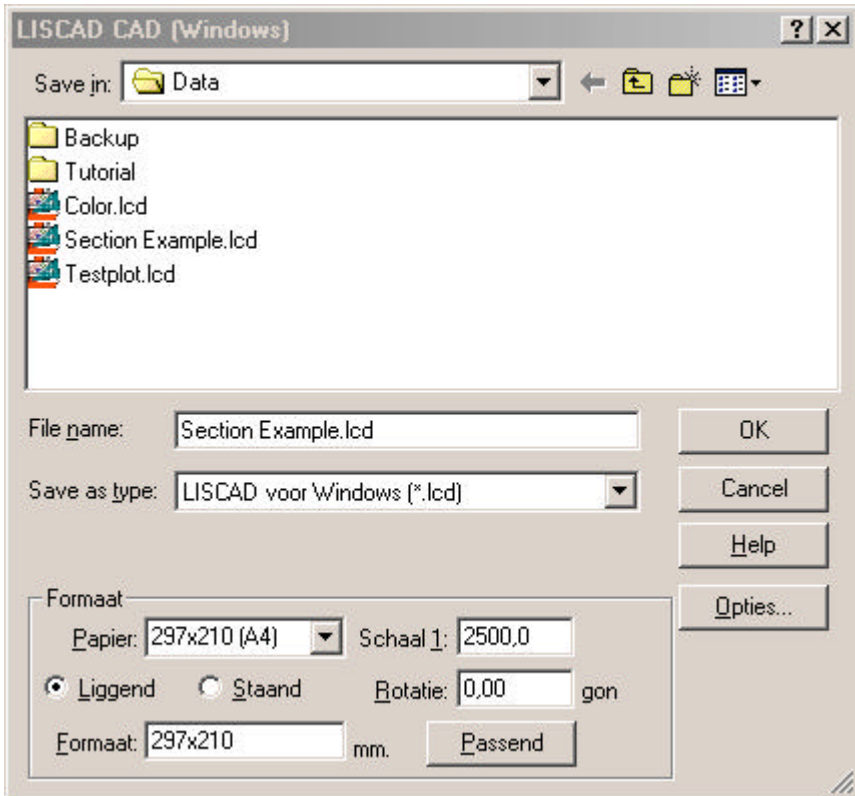 LISCAD CAD (Windows)
Save in: Data
Backup
Tutorial
Color.lcd
Section Example.lcd
Testplot.lcd
File name: Section Example.lcd OK
Save as type: LISCAD voor Windows (*.lcd) Cancel
Help
Formaat Opties...
Papier: 297x210 (A4) Schaal 1: 2500,0
Liggend Staand Rotatie: 0,00 gon
Formaat: 297x210 mm. Passend